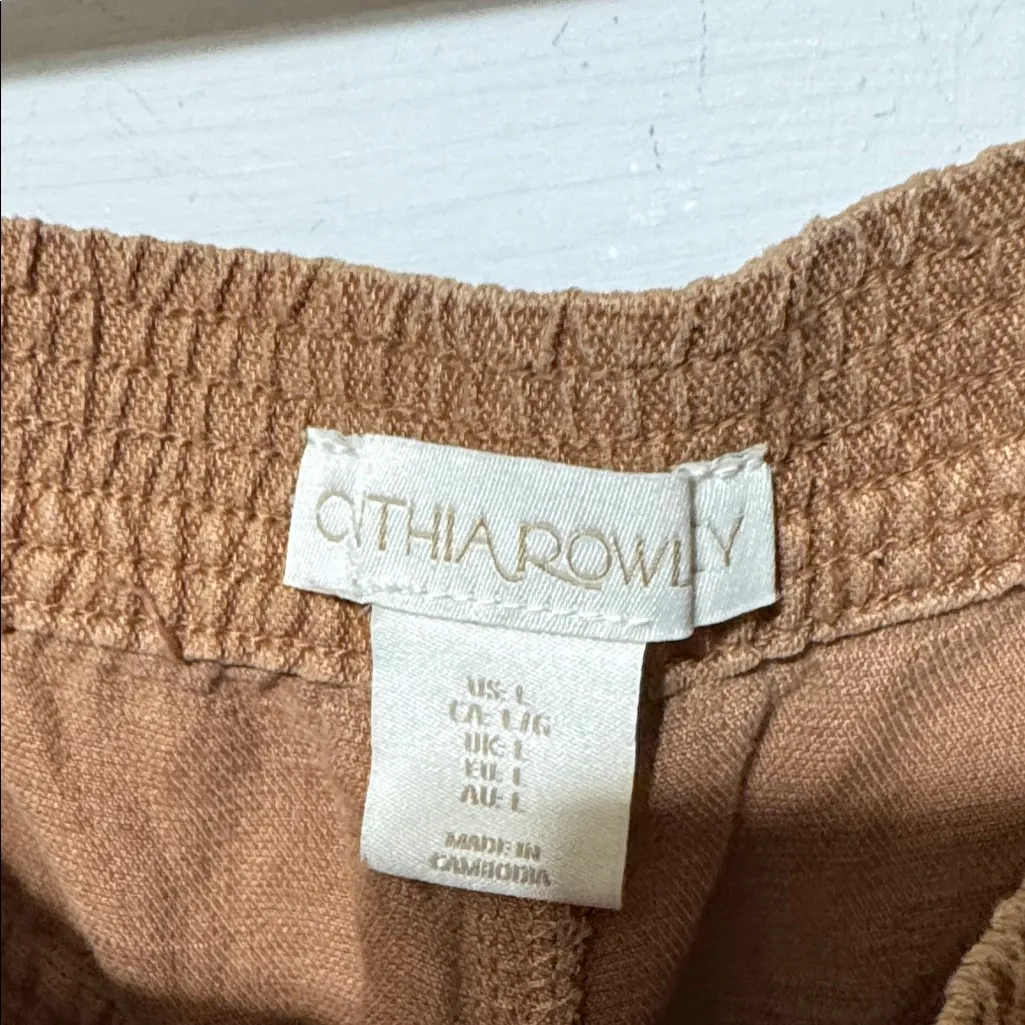 CYTHIA ROWLEY
US: L
CA: L/G
UK: L
EU: L
AU: L
MADE IN
CAMBODIA